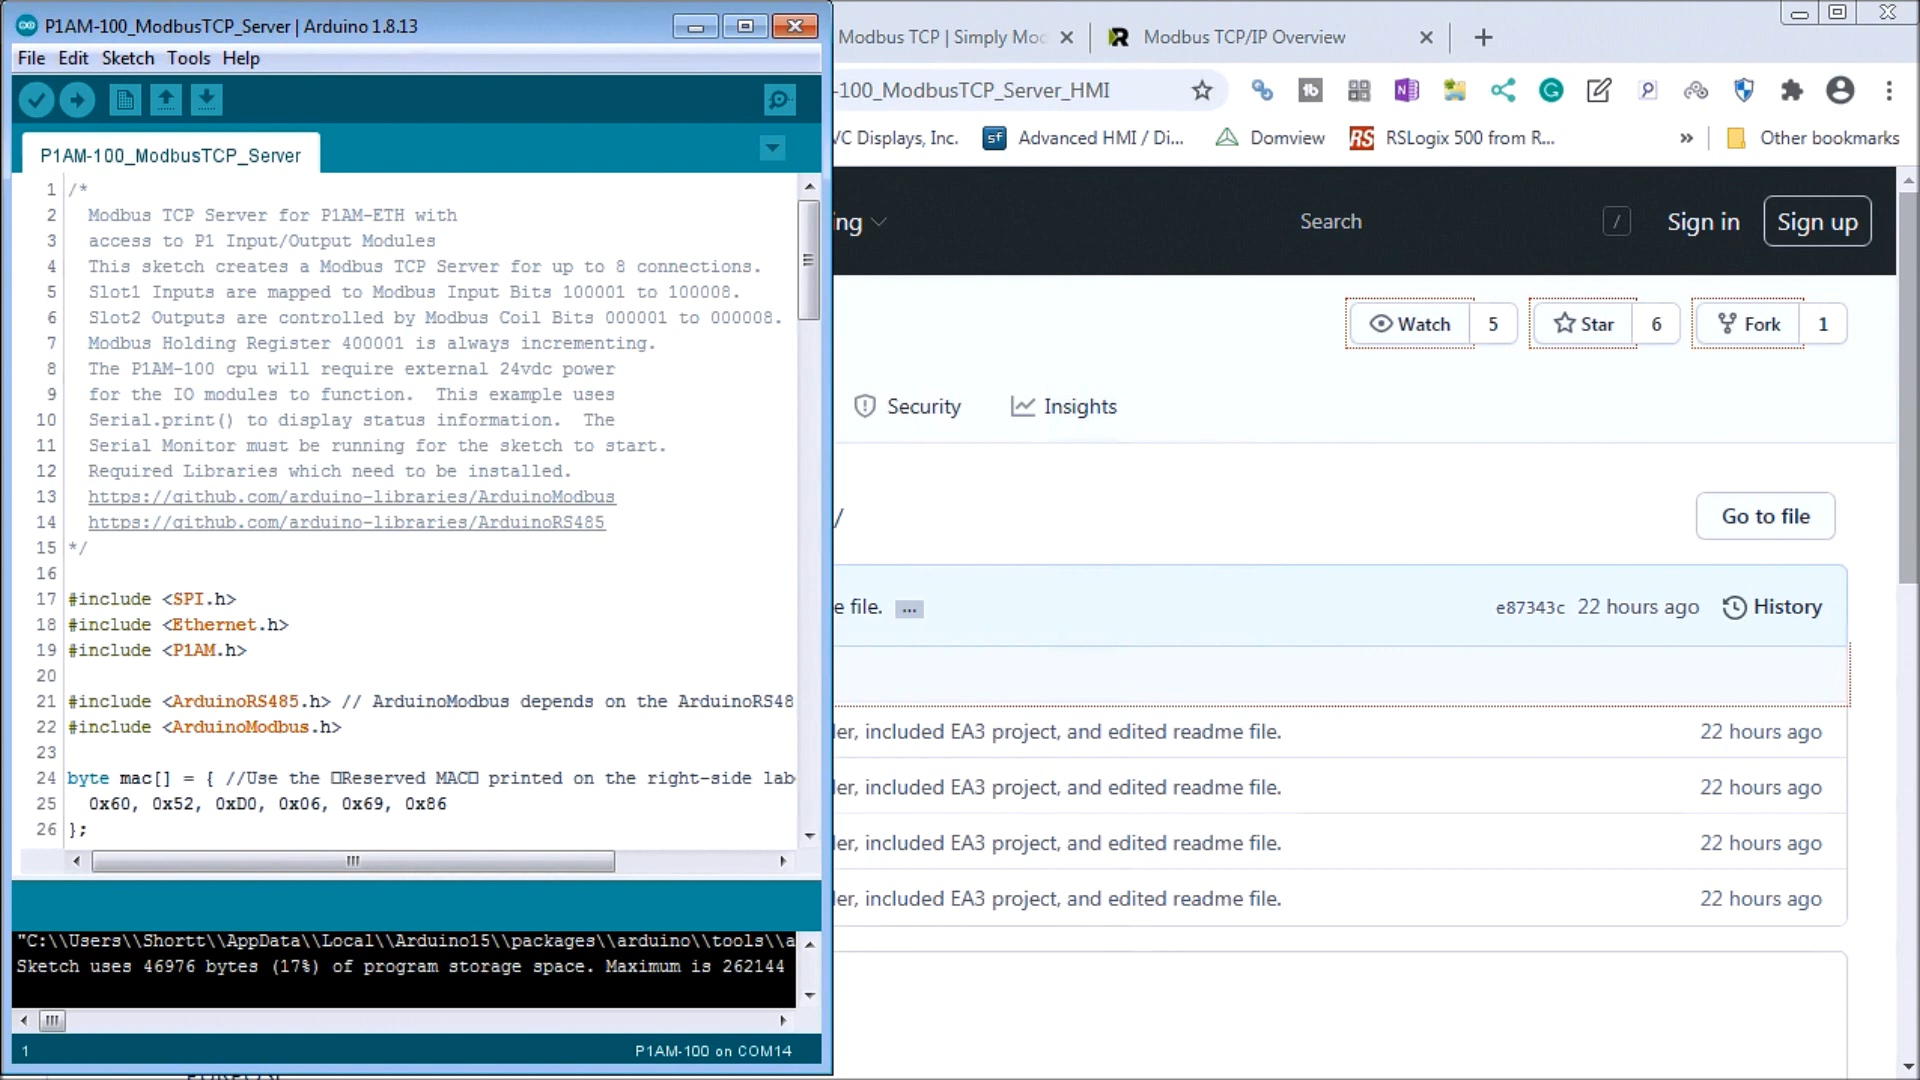 P1AM-100_ModbusTCP_Server | Arduino 1.8.13
File Edit Sketch Tools Help
P1AM-100_ModbusTCP_Server
1 /*
2 Modbus TCP Server for P1AM-ETH with
3 access to P1 Input/Output Modules
4 This sketch creates a Modbus TCP Server for up to 8 connections.
5 Slot1 Inputs are mapped to Modbus Input Bits 100001 to 100008.
6 Slot2 Outputs are controlled by Modbus Coil Bits 000001 to 000008.
7 Modbus Holding Register 400001 is always incrementing.
8 The P1AM-100 cpu will require external 24vdc power
9 for the IO modules to function.  This example uses
10 Serial.print() to display status information.  The
11 Serial Monitor must be running for the sketch to start.
12 Required Libraries which need to be installed.
13 https://github.com/arduino-libraries/ArduinoModbus
14 https://github.com/arduino-libraries/ArduinoRS485
15 */
16
17 #include <SPI.h>
18 #include <Ethernet.h>
19 #include <P1AM.h>
20
21 #include <ArduinoRS485.h> // ArduinoModbus depends on the ArduinoRS48
22 #include <ArduinoModbus.h>
23
24 byte mac[] = { //Use the □Reserved MAC□ printed on the right-side lab
25 0x60, 0x52, 0xD0, 0x06, 0x69, 0x86
26 };
"C:\\Users\\Shortt\\AppData\\Local\\Arduino15\\packages\\arduino\\tools\\a
Sketch uses 46976 bytes (17%) of program storage space. Maximum is 262144
1 P1AM-100 on COM14
Modbus TCP | Simply Mo
Modbus TCP/IP Overview
-100_ModbusTCP_Server_HMI
VC Displays, Inc. sf Advanced HMI / Di... Domview RS RSLogix 500 from R... » Other bookmarks
ing Search / Sign in Sign up
Watch 5 Star 6 Fork 1
Security Insights
/ Go to file
e file. ... e87343c 22 hours ago History
ler, included EA3 project, and edited readme file. 22 hours ago
ler, included EA3 project, and edited readme file. 22 hours ago
ler, included EA3 project, and edited readme file. 22 hours ago
ler, included EA3 project, and edited readme file. 22 hours ago